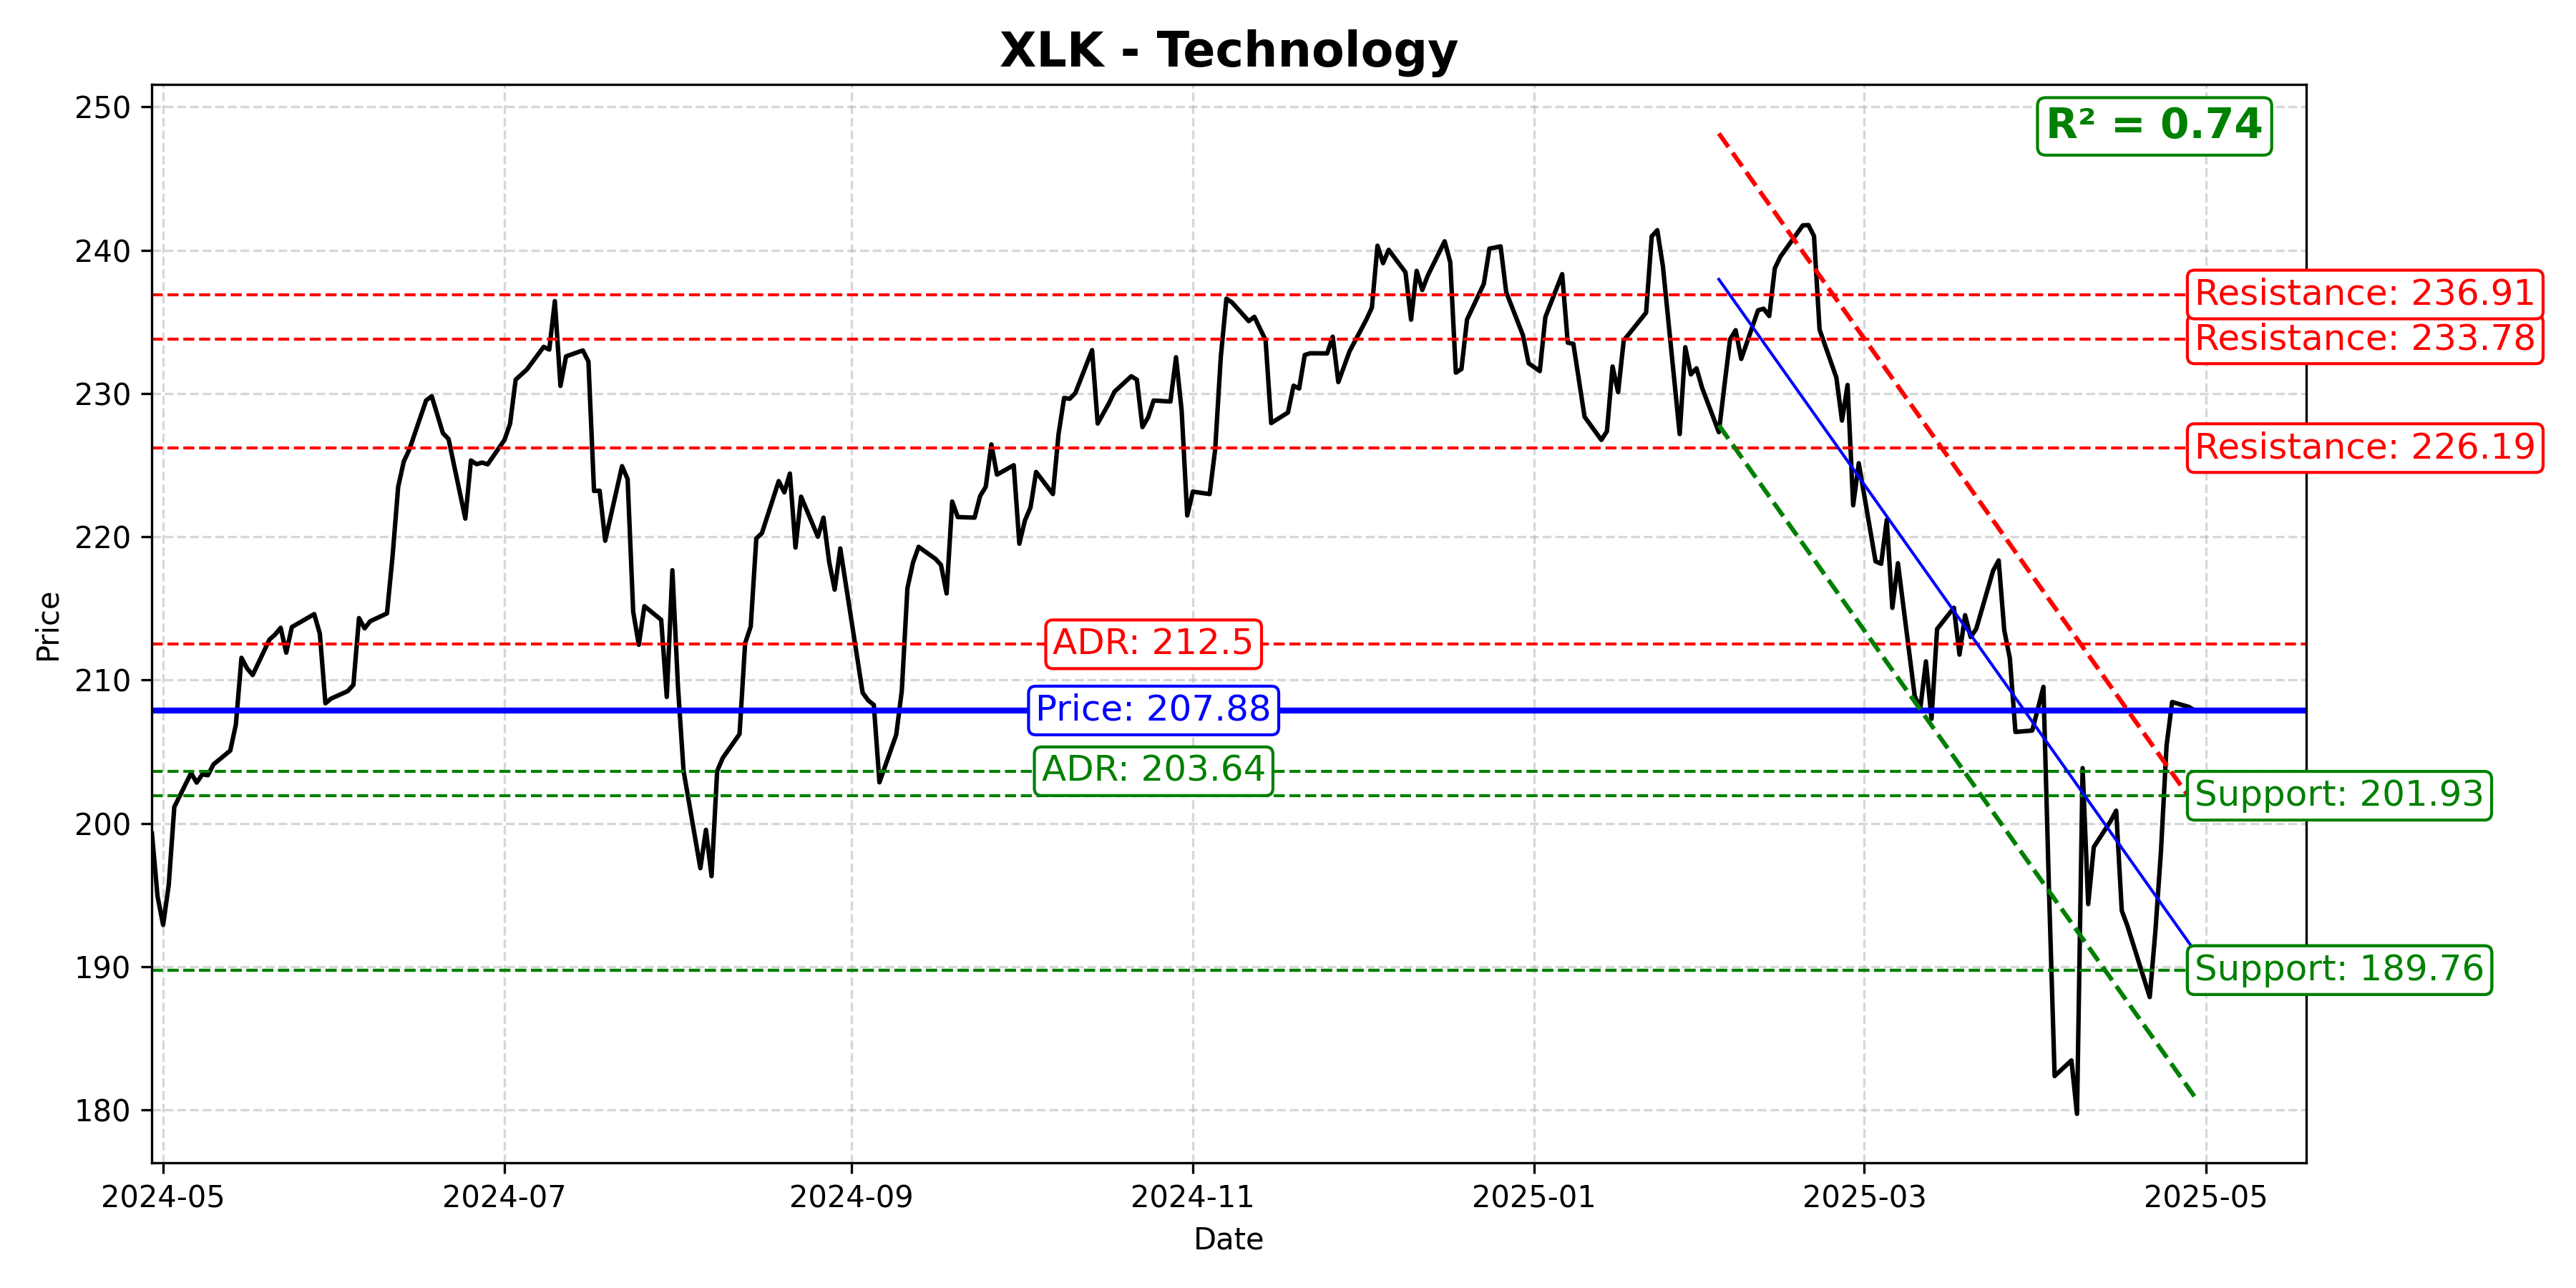 XLK - Technology
250
240
230
220
210
200
190
180
Price
R² = 0.74
Resistance: 236.91
Resistance: 233.78
Resistance: 226.19
ADR: 212.5
Price: 207.88
ADR: 203.64
Support: 201.93
Support: 189.76
2024-05
2024-07
2024-09
2024-11
2025-01
2025-03
2025-05
Date